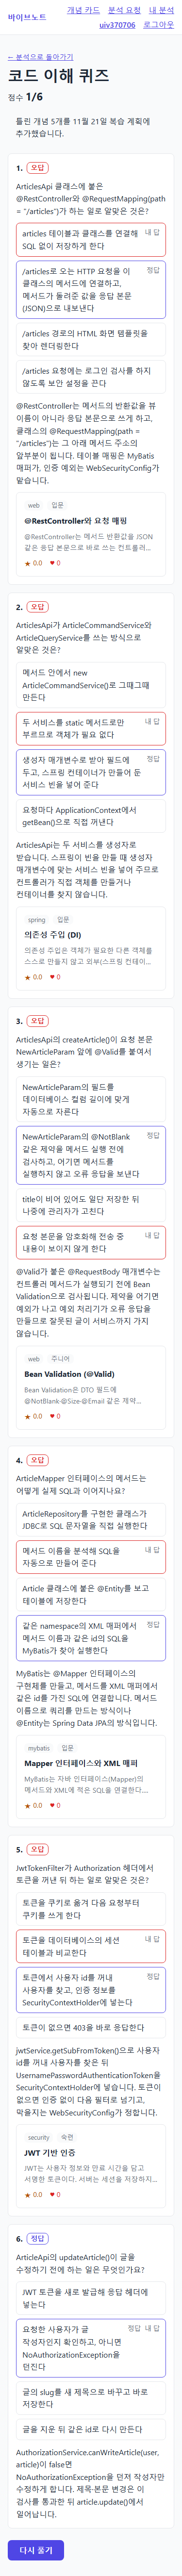 바이브노트
개념 카드 분석 요청 내 분석
uiv370706 로그아웃
← 분석으로 돌아가기
코드 이해 퀴즈
점수 1/6
틀린 개념 5개를 11월 21일 복습 계획에
추가했습니다.
1. 오답
ArticlesApi 클래스에 붙은
@RestController와 @RequestMapping(path
= "/articles")가 하는 일로 알맞은 것은?
articles 테이블과 클래스를 연결해 내 답
SQL 없이 저장하게 한다
/articles로 오는 HTTP 요청을 이 정답
클래스의 메서드에 연결하고,
메서드가 돌려준 값을 응답 본문
(JSON)으로 내보낸다
/articles 경로의 HTML 화면 템플릿을
찾아 렌더링한다
/articles 요청에는 로그인 검사를 하지
않도록 보안 설정을 끈다
@RestController는 메서드의 반환값을 뷰
이름이 아니라 응답 본문으로 쓰게 하고,
클래스의 @RequestMapping(path=
"/articles")는 그 아래 메서드 주소의
앞부분이 됩니다. 테이블 매핑은 MyBatis
매퍼가, 인증 예외는 WebSecurityConfig가
맡습니다.
web 입문
@RestController와 요청 매핑
@RestController는 메서드 반환값을 JSON
같은 응답 본문으로 바로 쓰는 컨트롤러...
★ 0.0 ♥ 0
2. 오답
ArticlesApi가 ArticleCommandService와
ArticleQueryService를 쓰는 방식으로
알맞은 것은?
메서드 안에서 new
ArticleCommandService()로 그때그때
만든다
두 서비스를 static 메서드로만 내 답
부르므로 객체가 필요 없다
생성자 매개변수로 받아 필드에 정답
두고, 스프링 컨테이너가 만들어 둔
서비스 빈을 넣어 준다
요청마다 ApplicationContext에서
getBean()으로 직접 꺼낸다
ArticlesApi는 두 서비스를 생성자로
받습니다. 스프링이 빈을 만들 때 생성자
매개변수에 맞는 서비스 빈을 넣어 주므로
컨트롤러가 직접 객체를 만들거나
컨테이너를 찾지 않습니다.
spring 입문
의존성 주입 (DI)
의존성 주입은 객체가 필요한 다른 객체를
스스로 만들지 않고 외부(스프링 컨테이...
★ 0.0 ♥ 0
3. 오답
ArticlesApi의 createArticle()이 요청 본문
NewArticleParam 앞에 @Valid를 붙여서
생기는 일은?
NewArticleParam의 필드를
데이터베이스 컬럼 길이에 맞게
자동으로 자른다
NewArticleParam의 @NotBlank 정답
같은 제약을 메서드 실행 전에
검사하고, 어기면 메서드를
실행하지 않고 오류 응답을 보낸다
title이 비어 있어도 일단 저장한 뒤
나중에 관리자가 고친다
요청 본문을 암호화해 전송 중 내 답
내용이 보이지 않게 한다
@Valid가 붙은 @RequestBody 매개변수는
컨트롤러 메서드가 실행되기 전에 Bean
Validation으로 검사됩니다. 제약을 어기면
예외가 나고 예외 처리기가 오류 응답을
만들므로 잘못된 글이 서비스까지 가지
않습니다.
web 주니어
Bean Validation (@Valid)
Bean Validation은 DTO 필드에
@NotBlank·@Size·@Email 같은 제약...
★ 0.0 ♥ 0
4. 오답
ArticleMapper 인터페이스의 메서드는
어떻게 실제 SQL과 이어지나요?
ArticleRepository를 구현한 클래스가
JDBC로 SQL 문자열을 직접 실행한다
메서드 이름을 분석해 SQL을 내 답
자동으로 만들어 준다
Article 클래스에 붙은 @Entity를 보고
테이블에 저장한다
같은 namespace의 XML 매퍼에서 정답
메서드 이름과 같은 id의 SQL을
MyBatis가 찾아 실행한다
MyBatis는 @Mapper 인터페이스의
구현체를 만들고, 메서드를 XML 매퍼에서
같은 id를 가진 SQL에 연결합니다. 메서드
이름으로 쿼리를 만드는 방식이나
@Entity는 Spring Data JPA의 방식입니다.
mybatis 입문
Mapper 인터페이스와 XML 매퍼
MyBatis는 자바 인터페이스(Mapper)의
메서드와 XML에 적은 SQL을 연결한다....
★ 0.0 ♥ 0
5. 오답
JwtTokenFilter가 Authorization 헤더에서
토큰을 꺼낸 뒤 하는 일로 알맞은 것은?
토큰을 쿠키로 옮겨 다음 요청부터
쿠키를 쓰게 한다
토큰을 데이터베이스의 세션 내 답
테이블과 비교한다
토큰에서 사용자 id를 꺼내 정답
사용자를 찾고, 인증 정보를
SecurityContextHolder에 넣는다
토큰이 없으면 403을 바로 응답한다
jwtService.getSubFromToken()으로 사용자
id를 꺼내 사용자를 찾은 뒤
UsernamePasswordAuthenticationToken을
SecurityContextHolder에 넣습니다. 토큰이
없으면 인증 없이 다음 필터로 넘기고,
막을지는 WebSecurityConfig가 정합니다.
security 숙련
JWT 기반 인증
JWT는 사용자 정보와 만료 시간을 담고
서명한 토큰이다. 서버는 세션을 저장하지...
★ 0.0 ♥ 0
6. 정답
ArticleApi의 updateArticle()이 글을
수정하기 전에 하는 일은 무엇인가요?
JWT 토큰을 새로 발급해 응답 헤더에
넣는다
요청한 사용자가 글 정답 내 답
작성자인지 확인하고, 아니면
NoAuthorizationException을
던진다
글의 slug를 새 제목으로 바꾸고 바로
저장한다
글을 지운 뒤 같은 id로 다시 만든다
AuthorizationService.canWriteArticle(user,
article)이 false면
NoAuthorizationException을 던져 작성자만
수정하게 합니다. 제목·본문 변경은 이
검사를 통과한 뒤 article.update()에서
일어납니다.
다시 풀기